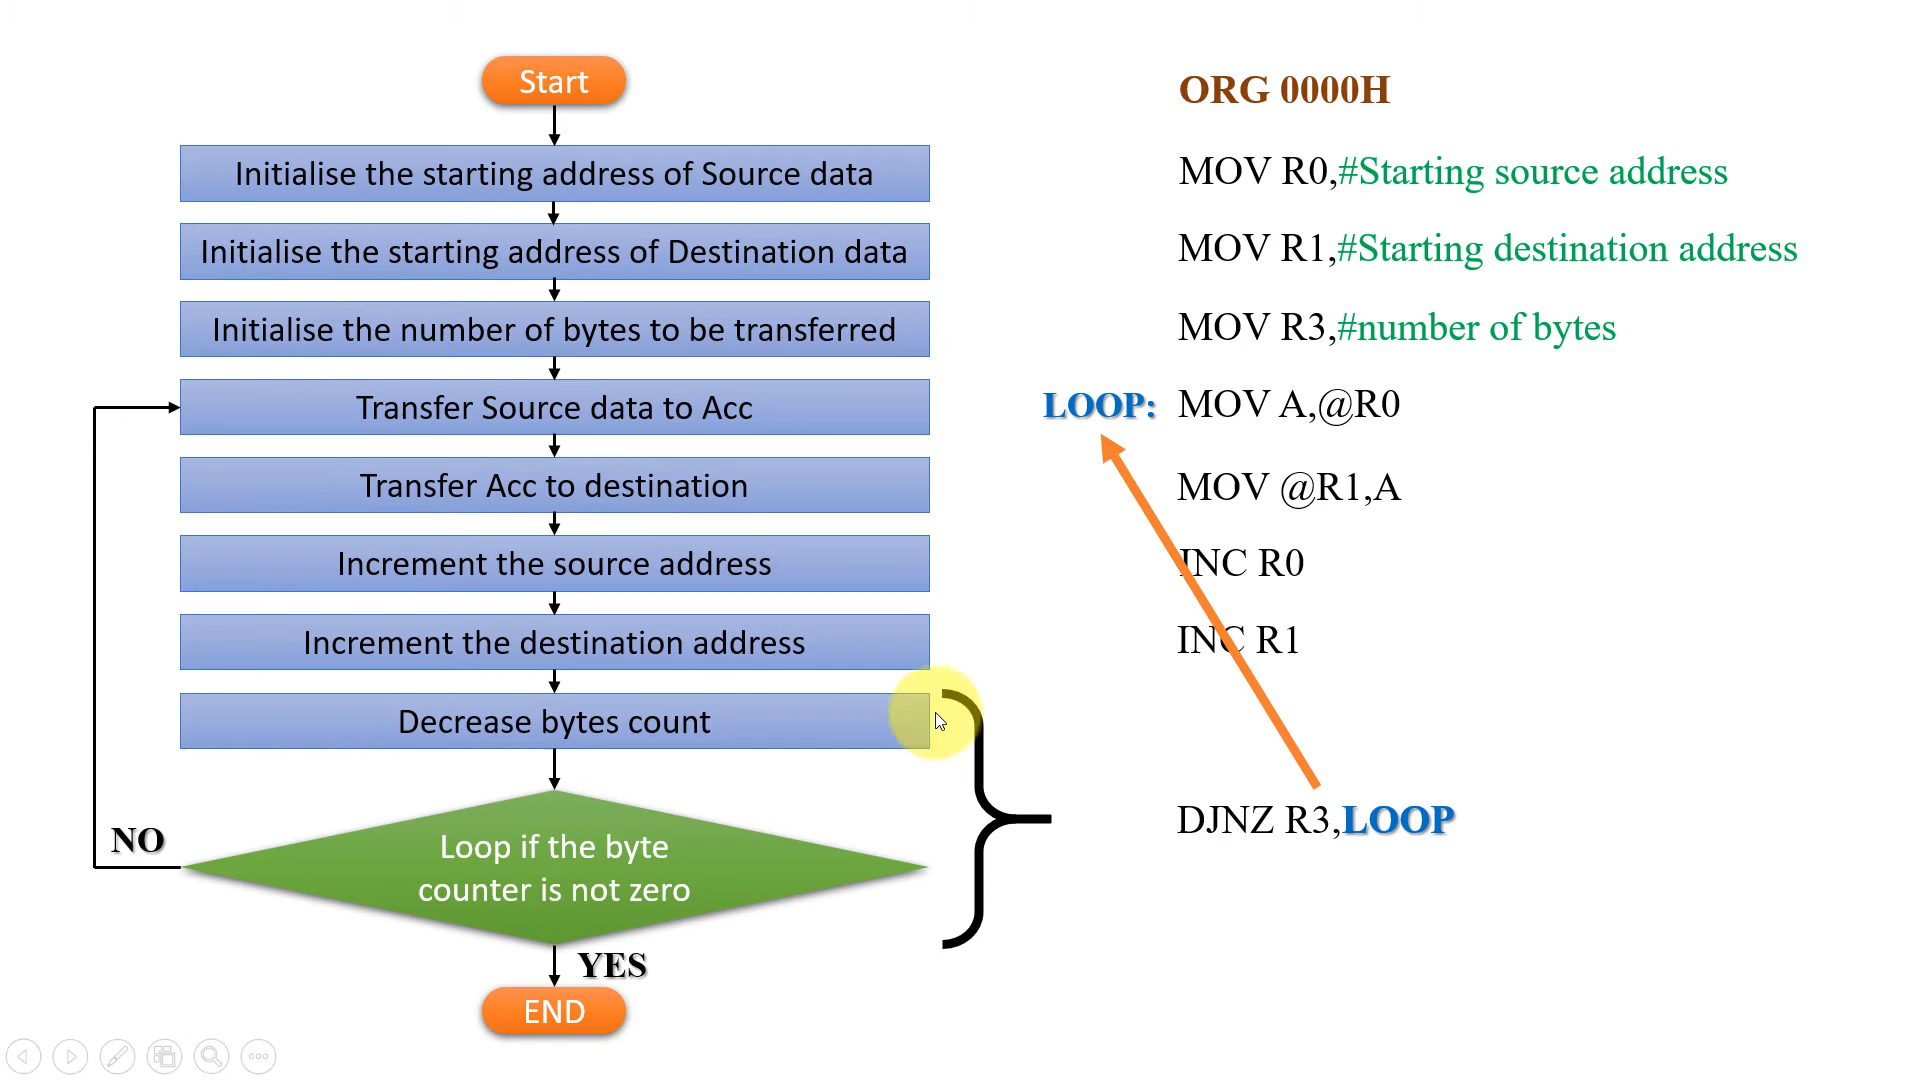 Start
Initialise the starting address of Source data
Initialise the starting address of Destination data
Initialise the number of bytes to be transferred
Transfer Source data to Acc
Transfer Acc to destination
Increment the source address
Increment the destination address
Decrease bytes count
Loop if the byte
counter is not zero
NO
YES
END
ORG 0000H
MOV R0,#Starting source address
MOV R1,#Starting destination address
MOV R3,#number of bytes
LOOP: MOV A,@R0
MOV @R1,A
INC R0
INC R1
DJNZ R3,LOOP